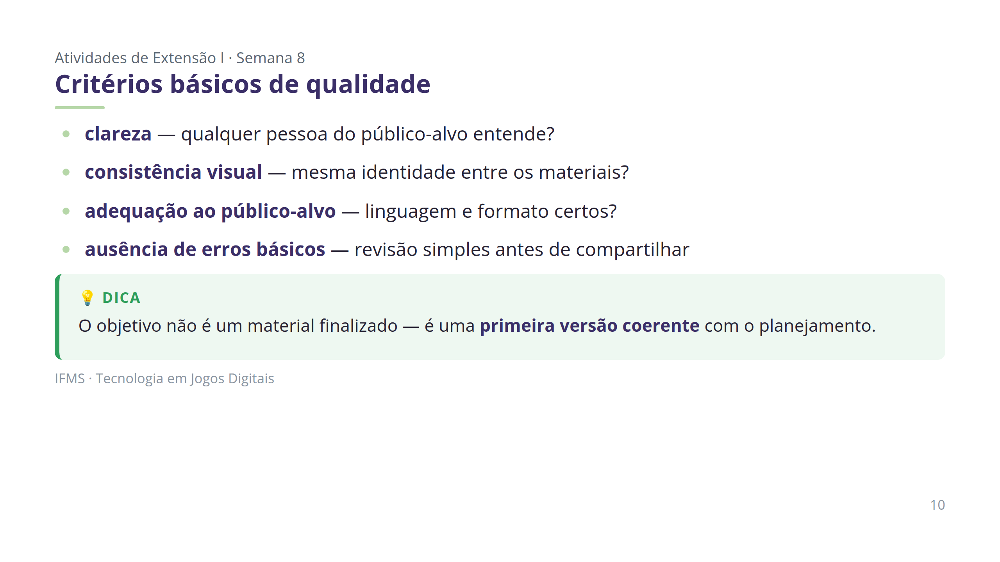 Atividades de Extensão I · Semana 8
Critérios básicos de qualidade
• clareza — qualquer pessoa do público-alvo entende?
• consistência visual — mesma identidade entre os materiais?
• adequação ao público-alvo — linguagem e formato certos?
• ausência de erros básicos — revisão simples antes de compartilhar
💡 DICA
O objetivo não é um material finalizado — é uma primeira versão coerente com o planejamento.
IFMS · Tecnologia em Jogos Digitais
10